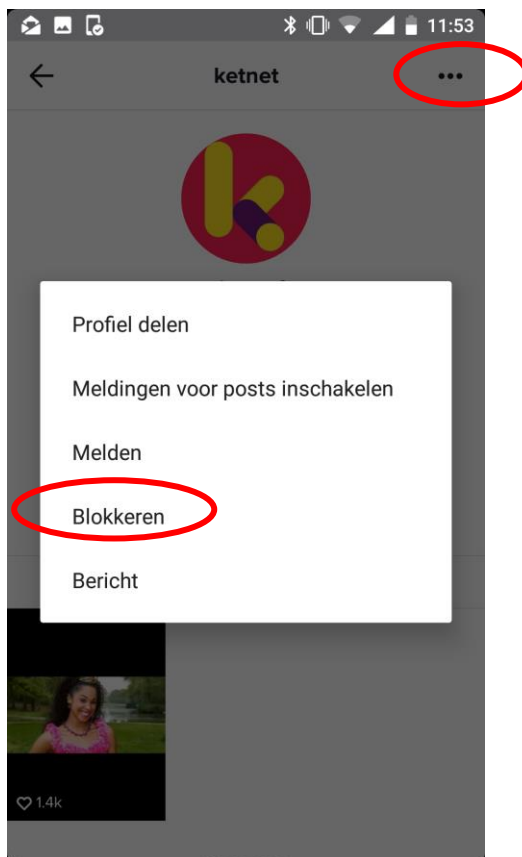 11:53
ketnet
Profiel delen
Meldingen voor posts inschakelen
Melden
Blokkeren
Bericht
1.4k